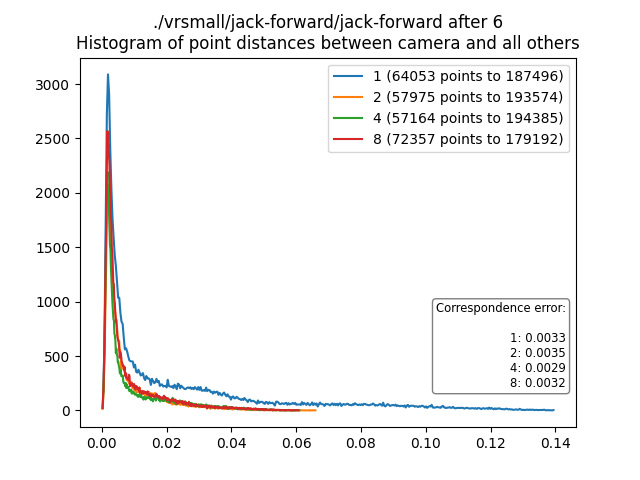 ./vrsmall/jack-forward/jack-forward after 6
Histogram of point distances between camera and all others
1 (64053 points to 187496)
2 (57975 points to 193574)
4 (57164 points to 194385)
8 (72357 points to 179192)
3000
2500
2000
1500
1000
500
0
Correspondence error:
1: 0.0033
2: 0.0035
4: 0.0029
8: 0.0032
0.00 0.02 0.04 0.06 0.08 0.10 0.12 0.14